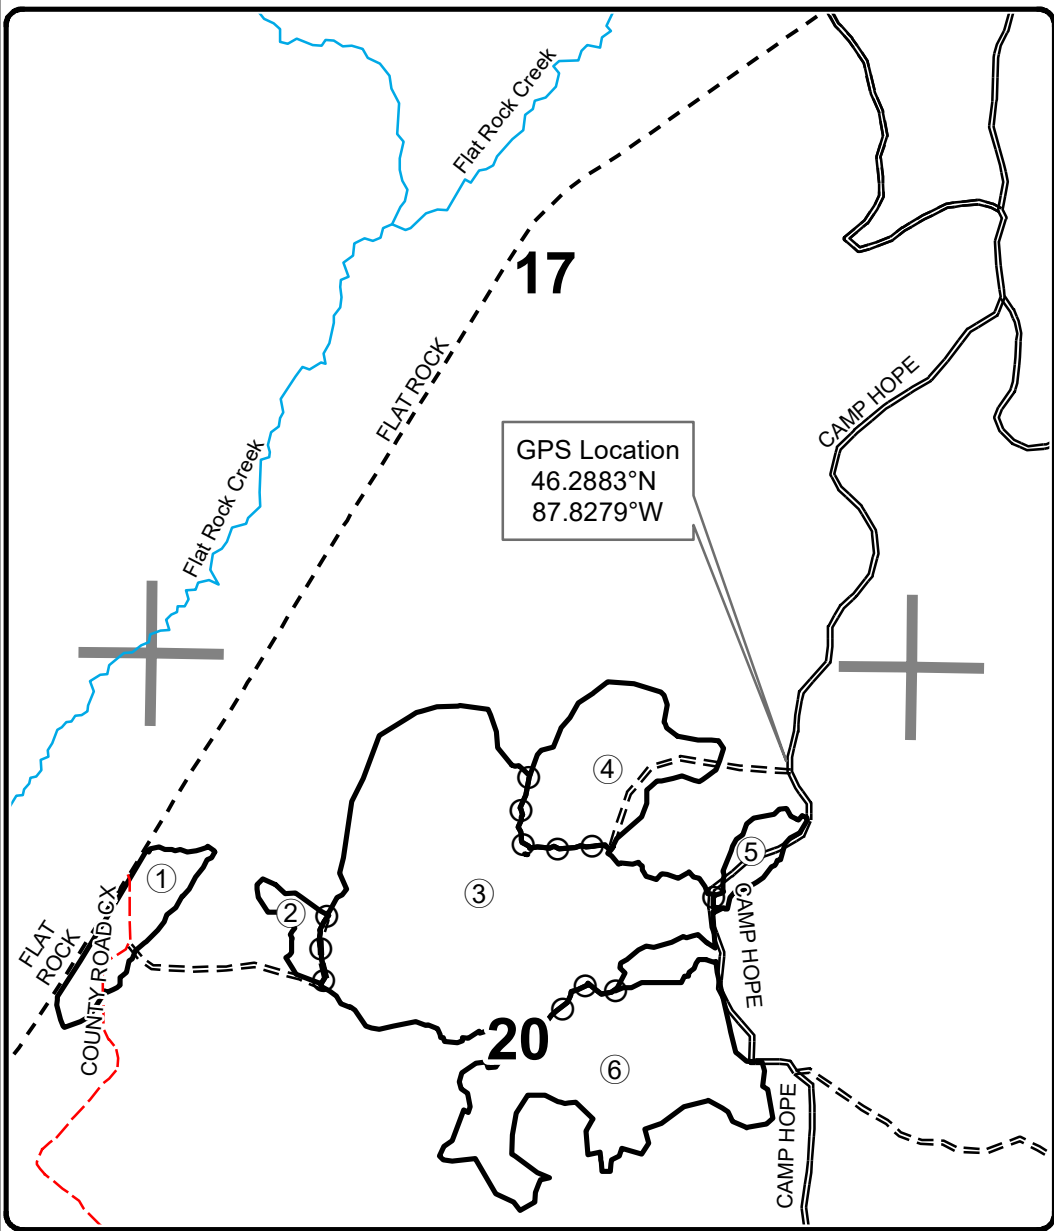 Flat Rock Creek
17
FLAT ROCK
CAMP HOPE
GPS Location
46.2883°N
87.8279°W
Flat Rock Creek
4
5
1
3
2
FLAT
ROCK
COUNTY ROAD CX
CAMP HOPE
20
6
CAMP HOPE